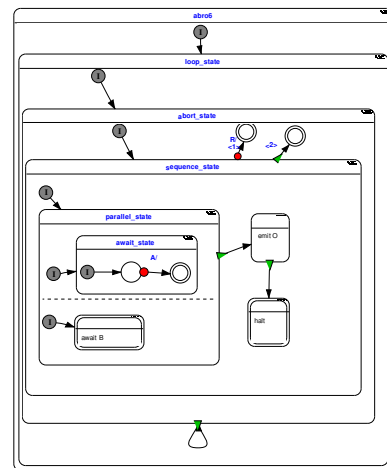 abro6
I
loop_state
I
abort_state
I
R/
<1>
<2>
sequence_state
I
parallel_state
await_state
A/
I
I
emit O
I
await B
halt